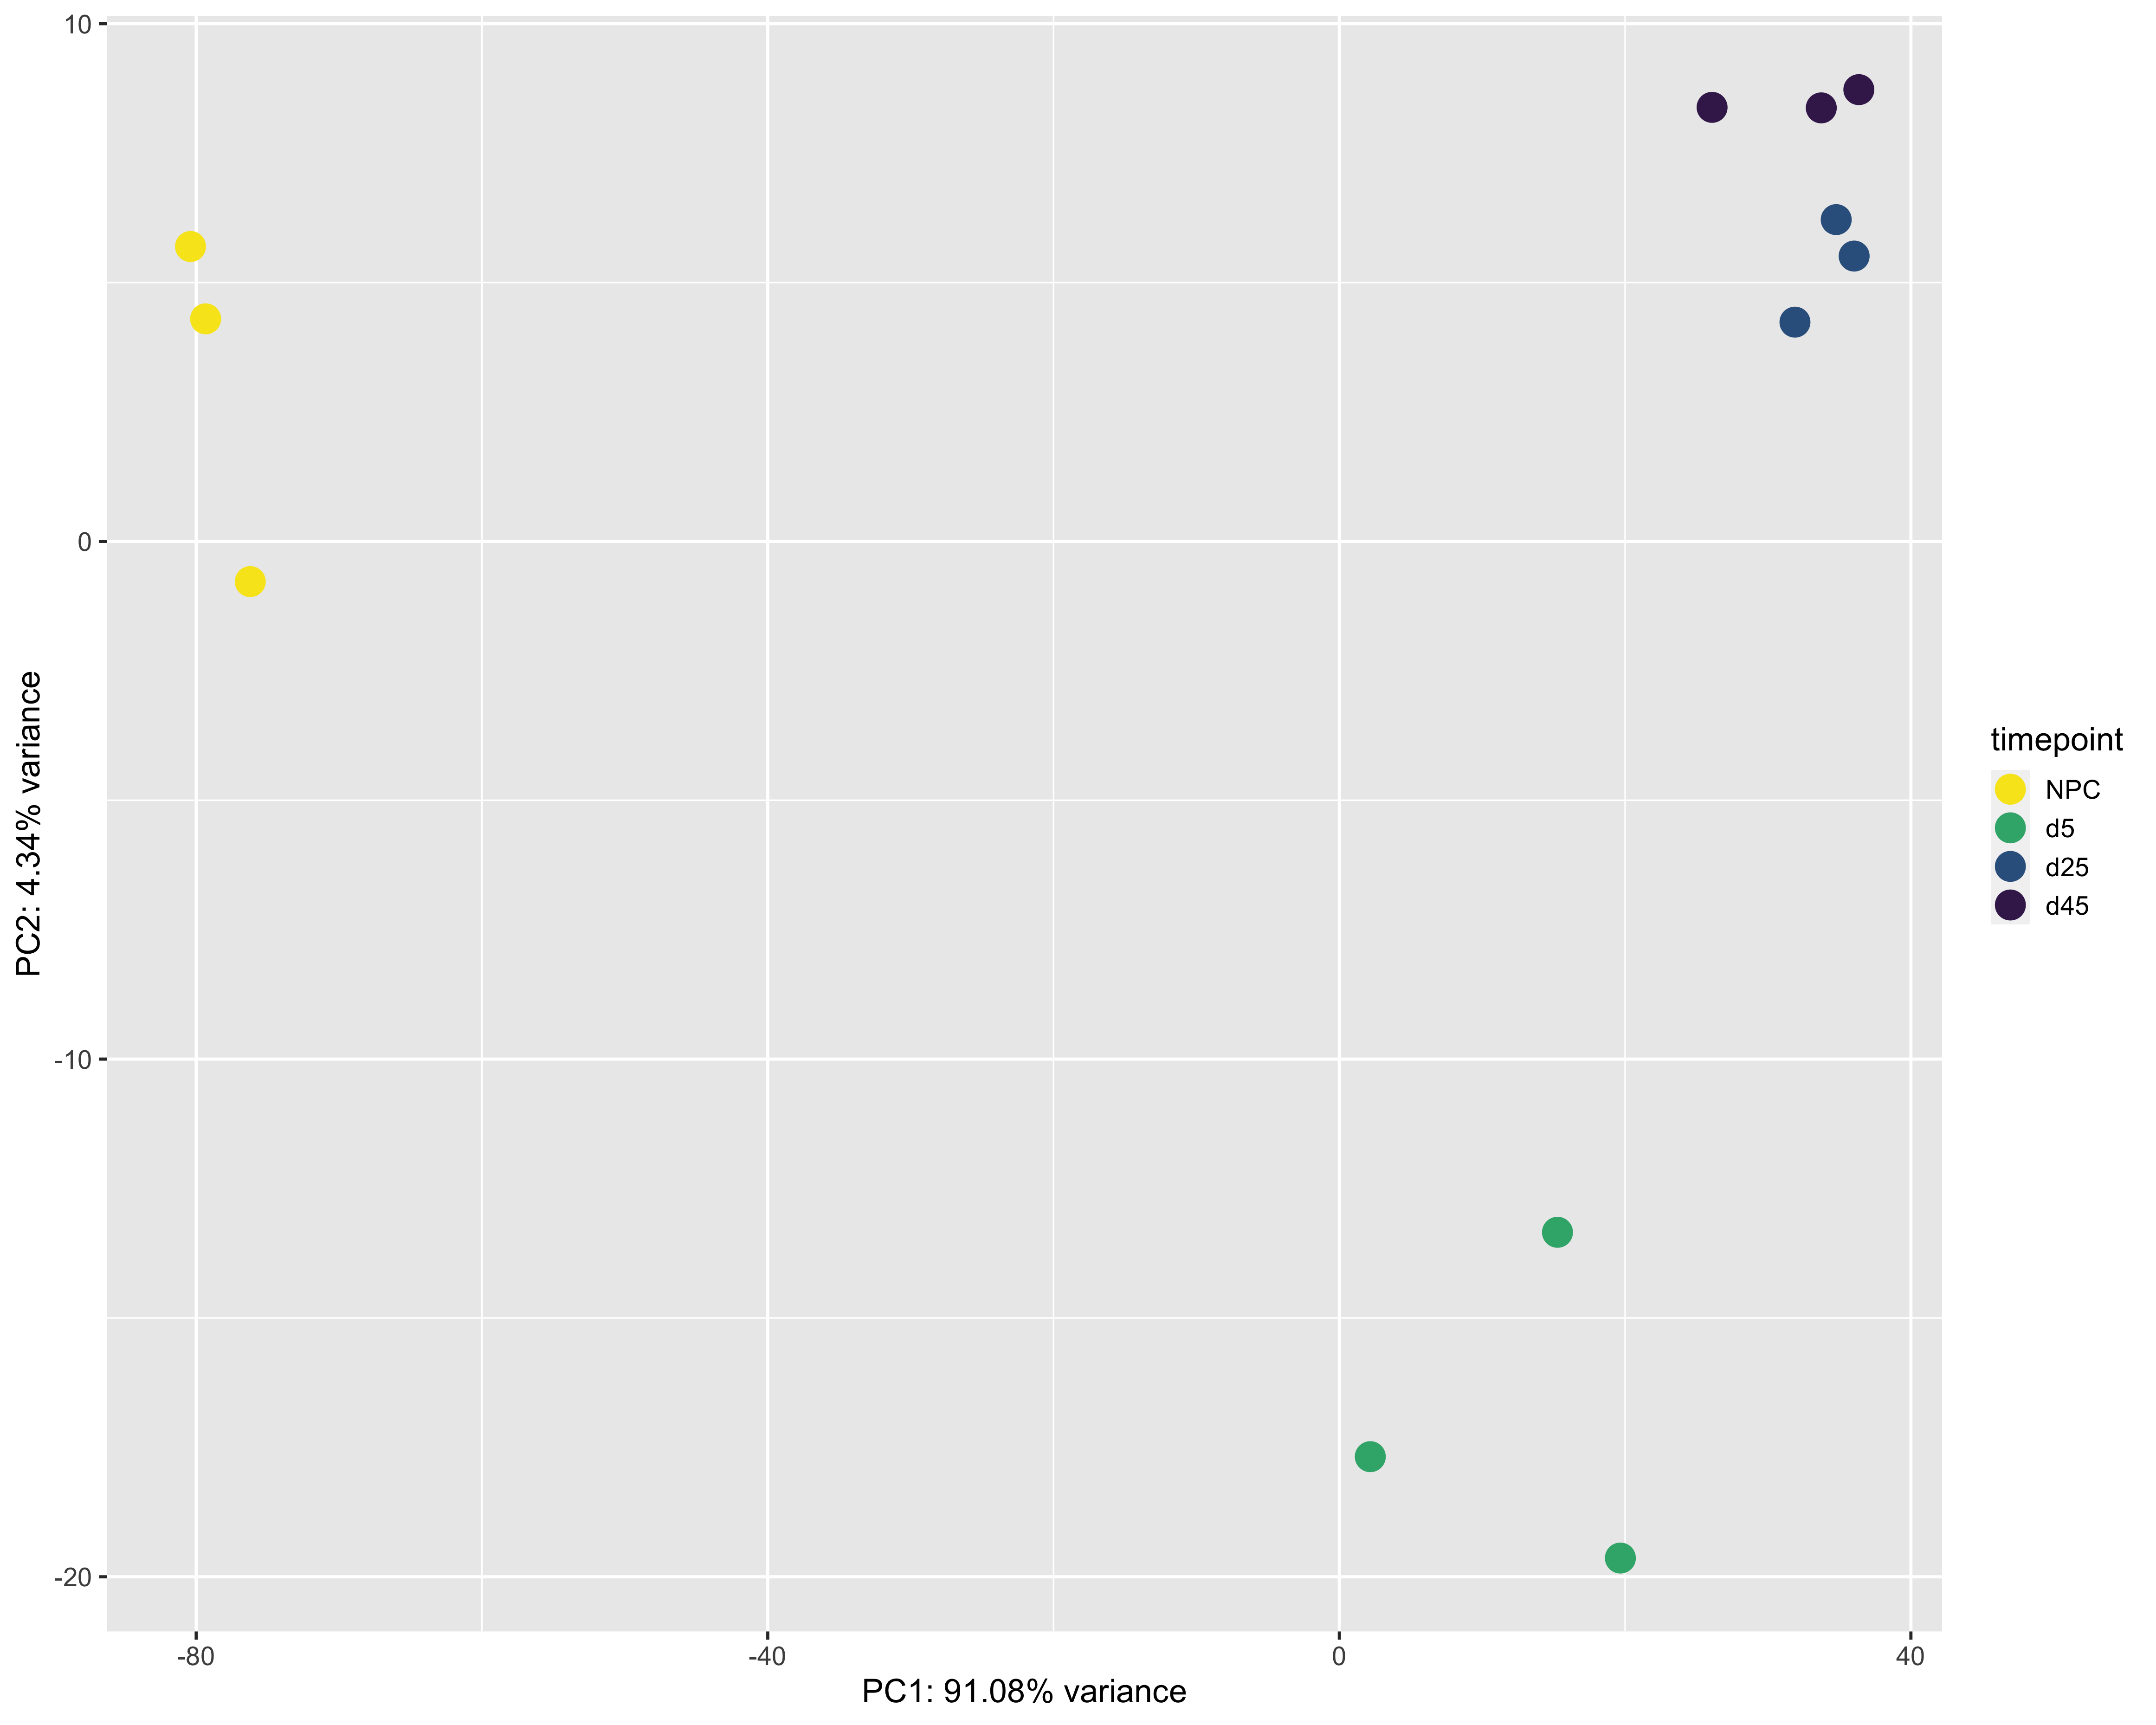 10
0
-10
-20
PC2: 4.34% variance
-80
-40
0
40
PC1: 91.08% variance
timepoint
NPC
d5
d25
d45